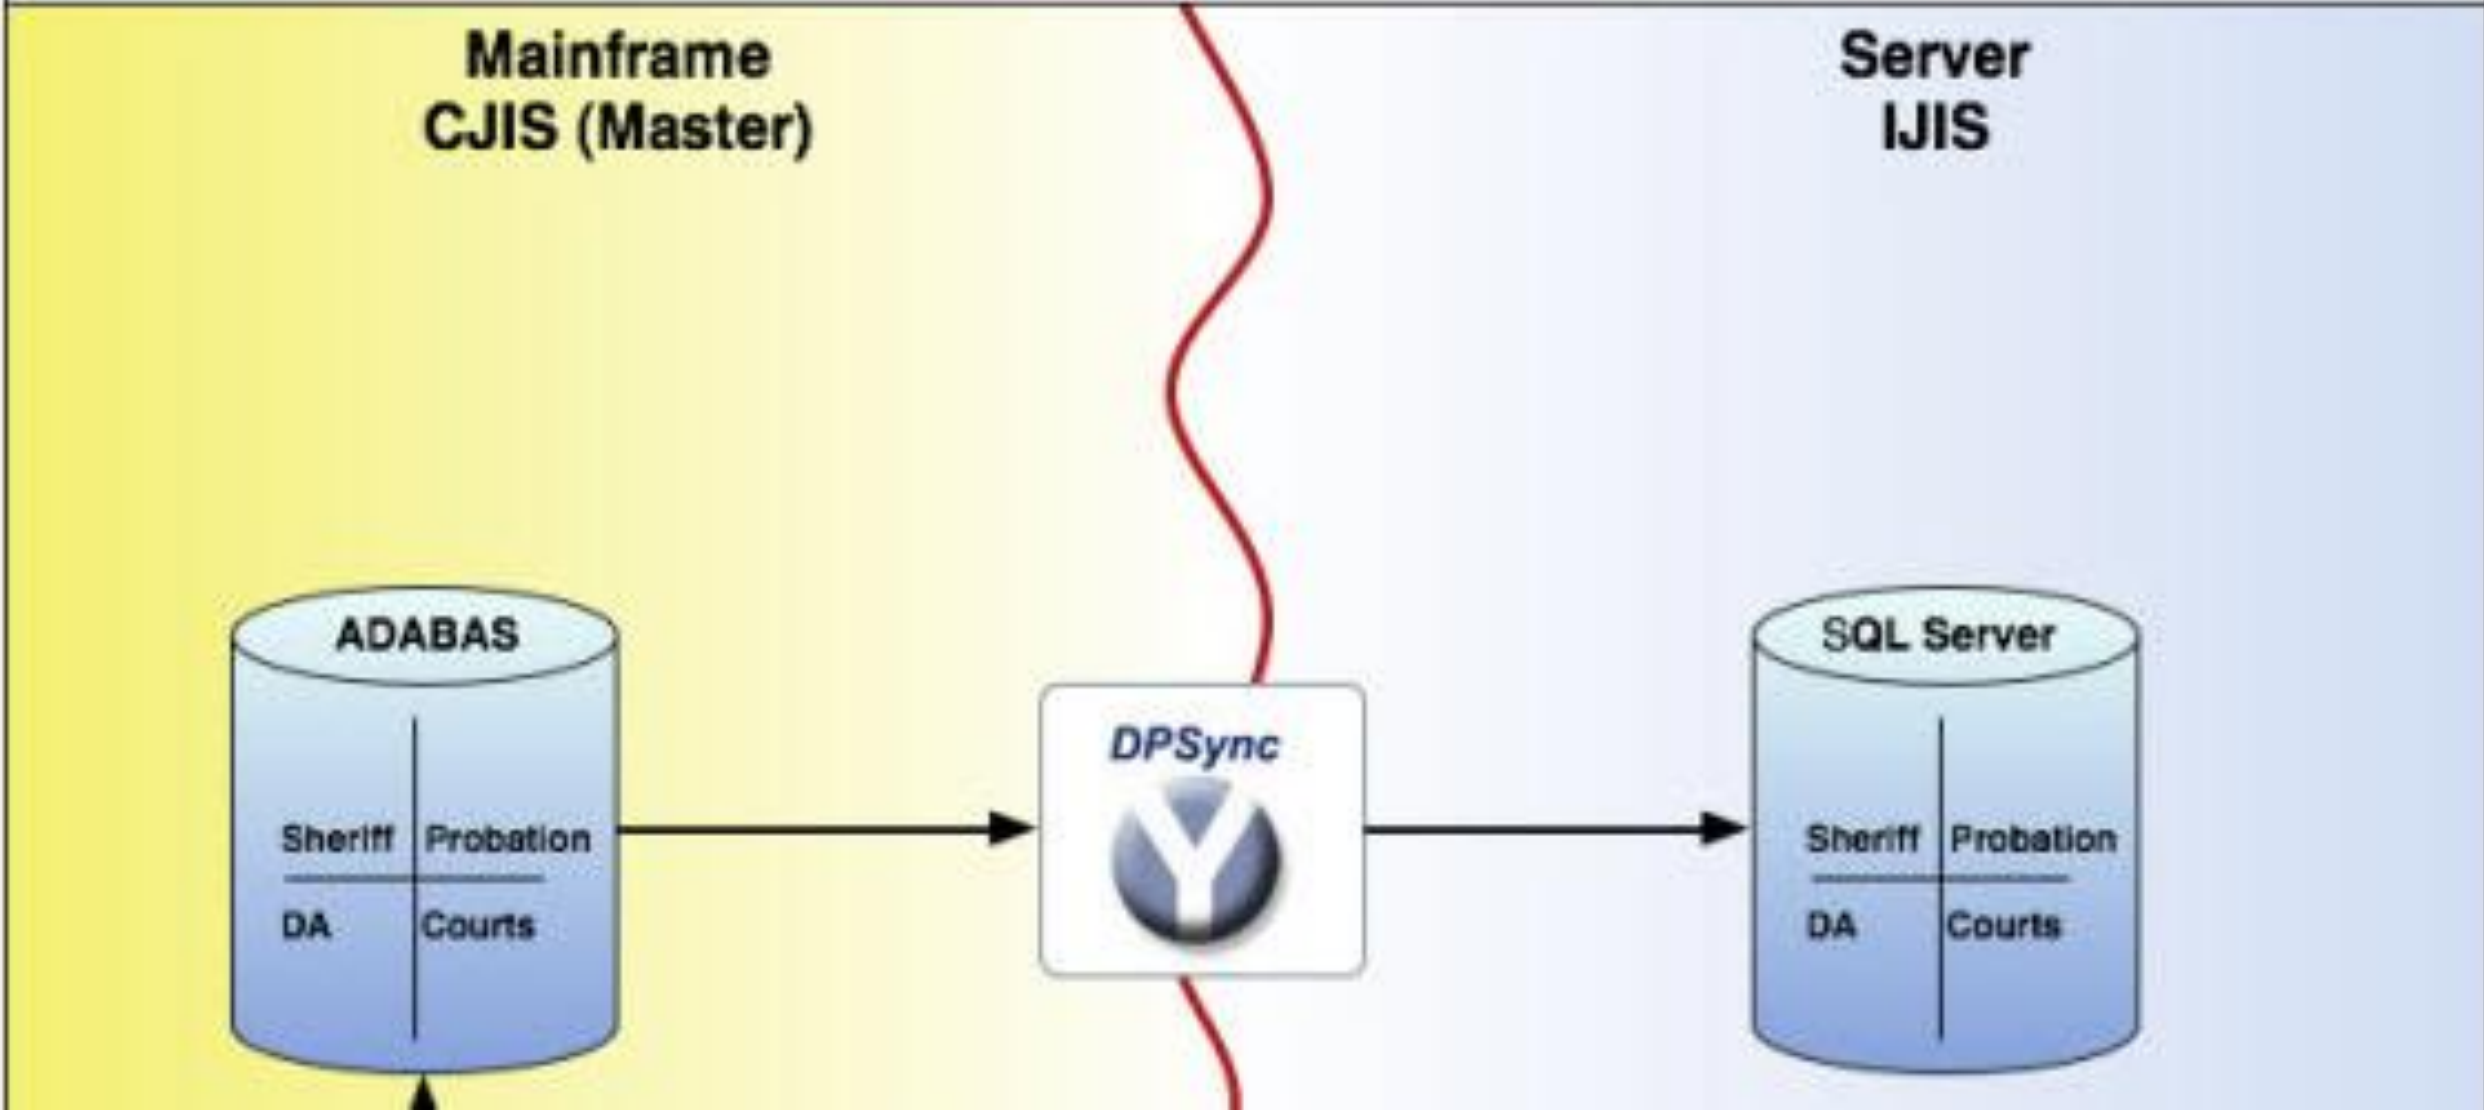 Mainframe
CJIS (Master)
Server
IJIS
ADABAS
Sheriff Probation
DA Courts
DPSync
Y
SQL Server
Sheriff Probation
DA Courts